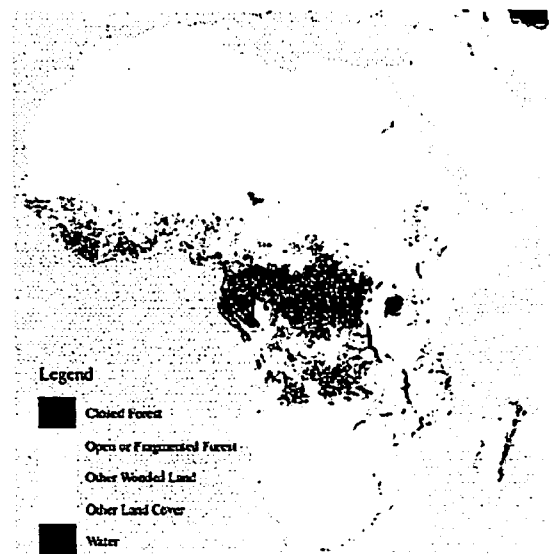 Legend
Closed Forest
Open or Fragmented Forest
Other Wooded Land
Other Land Cover
Water